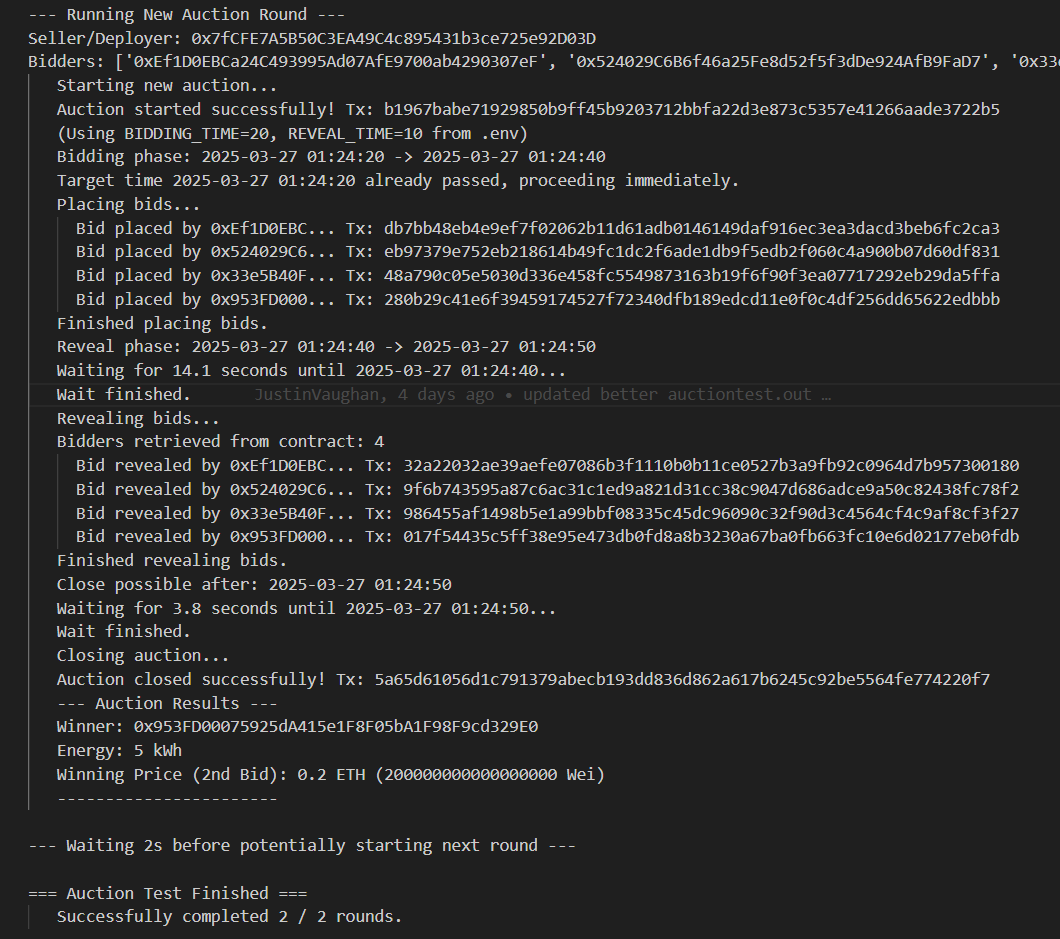 --- Running New Auction Round ---
Seller/Deployer: 0x7fCFE7A5B50C3EA49C4c895431b3ce725e92D03D
Bidders: ['0xEf1D0EBCa24C493995Ad07AfE9700ab4290307eF', '0x524029C6B6f46a25Fe8d52f5f3dDe924AfB9FaD7', '0x33e
Starting new auction...
Auction started successfully! Tx: b1967babe71929850b9ff45b9203712bbfa22d3e873c5357e41266aade3722b5
(Using BIDDING_TIME=20, REVEAL_TIME=10 from .env)
Bidding phase: 2025-03-27 01:24:20 -> 2025-03-27 01:24:40
Target time 2025-03-27 01:24:20 already passed, proceeding immediately.
Placing bids...
Bid placed by 0xEf1D0EBC... Tx: db7bb48eb4e9ef7f02062b11d61adb0146149daf916ec3ea3dacd3beb6fc2ca3
Bid placed by 0x524029C6... Tx: eb97379e752eb218614b49fc1dc2f6ade1db9f5edb2f060c4a900b07d60df831
Bid placed by 0x33e5B40F... Tx: 48a790c05e5030d336e458fc5549873163b19f6f90f3ea07717292eb29da5ffa
Bid placed by 0x953FD000... Tx: 280b29c41e6f39459174527f72340dfb189edcd11e0f0c4df256dd65622edbbb
Finished placing bids.
Reveal phase: 2025-03-27 01:24:40 -> 2025-03-27 01:24:50
Waiting for 14.1 seconds until 2025-03-27 01:24:40...
Wait finished. JustinVaughan, 4 days ago • updated better auctiontest.out …
Revealing bids...
Bidders retrieved from contract: 4
Bid revealed by 0xEf1D0EBC... Tx: 32a22032ae39aefe07086b3f1110b0b11ce0527b3a9fb92c0964d7b957300180
Bid revealed by 0x524029C6... Tx: 9f6b743595a87c6ac31c1ed9a821d31cc38c9047d686adce9a50c82438fc78f2
Bid revealed by 0x33e5B40F... Tx: 986455af1498b5e1a99bbf08335c45dc96090c32f90d3c4564cf4c9af8cf3f27
Bid revealed by 0x953FD000... Tx: 017f54435c5ff38e95e473db0fd8a8b3230a67ba0fb663fc10e6d02177eb0fdb
Finished revealing bids.
Close possible after: 2025-03-27 01:24:50
Waiting for 3.8 seconds until 2025-03-27 01:24:50...
Wait finished.
Closing auction...
Auction closed successfully! Tx: 5a65d61056d1c791379abecb193dd836d862a617b6245c92be5564fe774220f7
--- Auction Results ---
Winner: 0x953FD00075925dA415e1F8F05bA1F98F9cd329E0
Energy: 5 kWh
Winning Price (2nd Bid): 0.2 ETH (200000000000000000 Wei)
-----------------------
--- Waiting 2s before potentially starting next round ---
=== Auction Test Finished ===
Successfully completed 2 / 2 rounds.